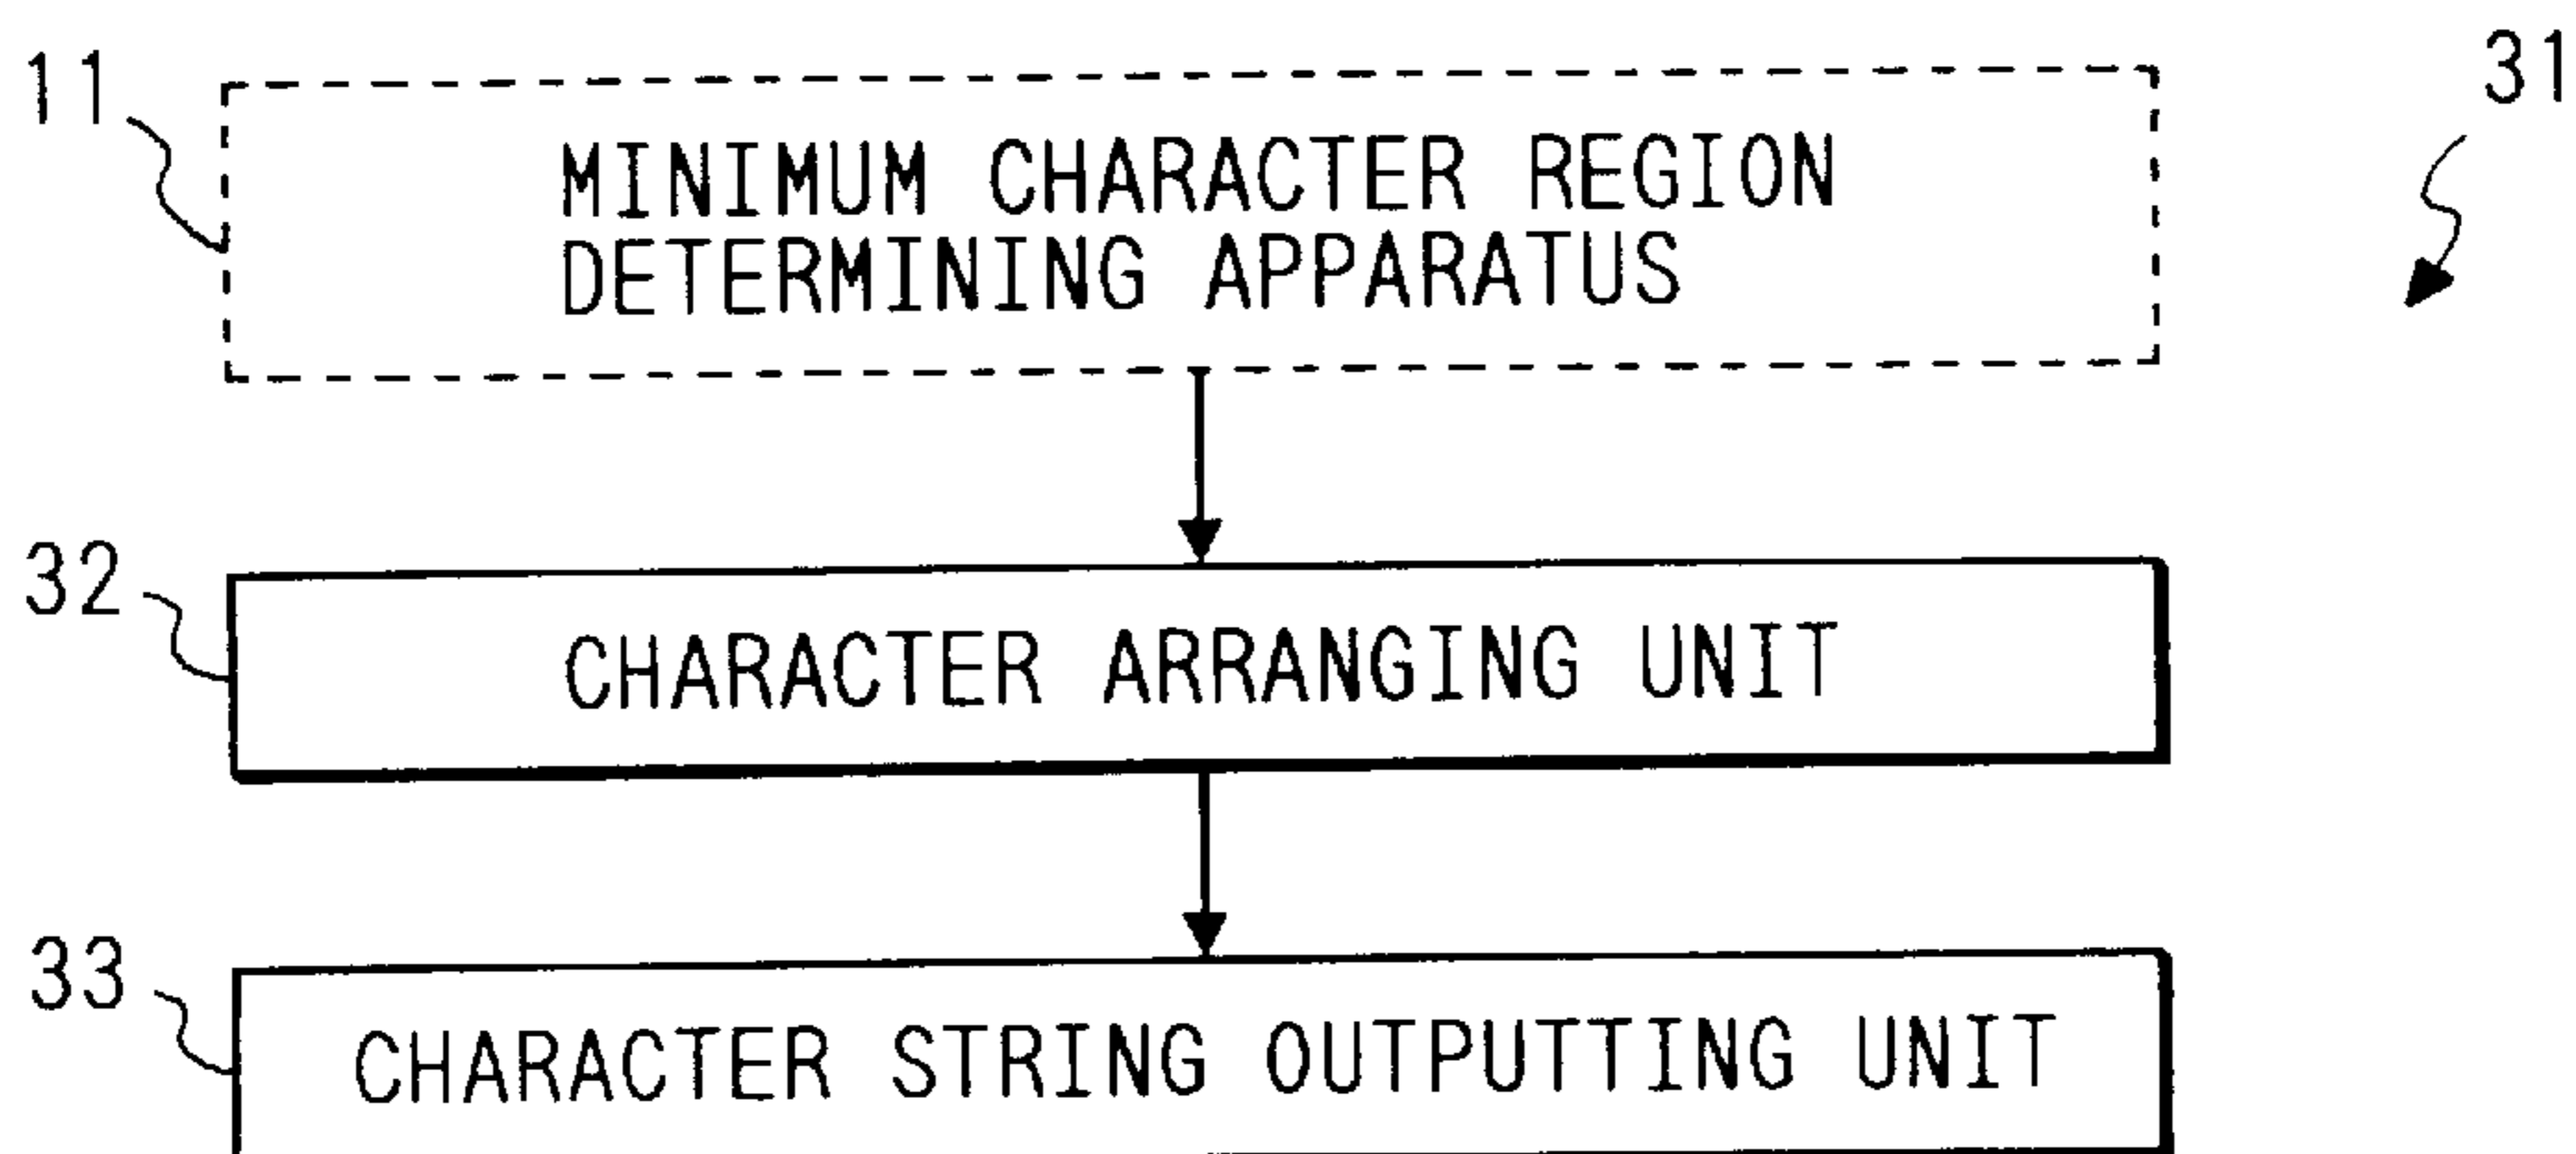 11
31
MINIMUM CHARACTER REGION
DETERMINING APPARATUS
32
CHARACTER ARRANGING UNIT
33
CHARACTER STRING OUTPUTTING UNIT